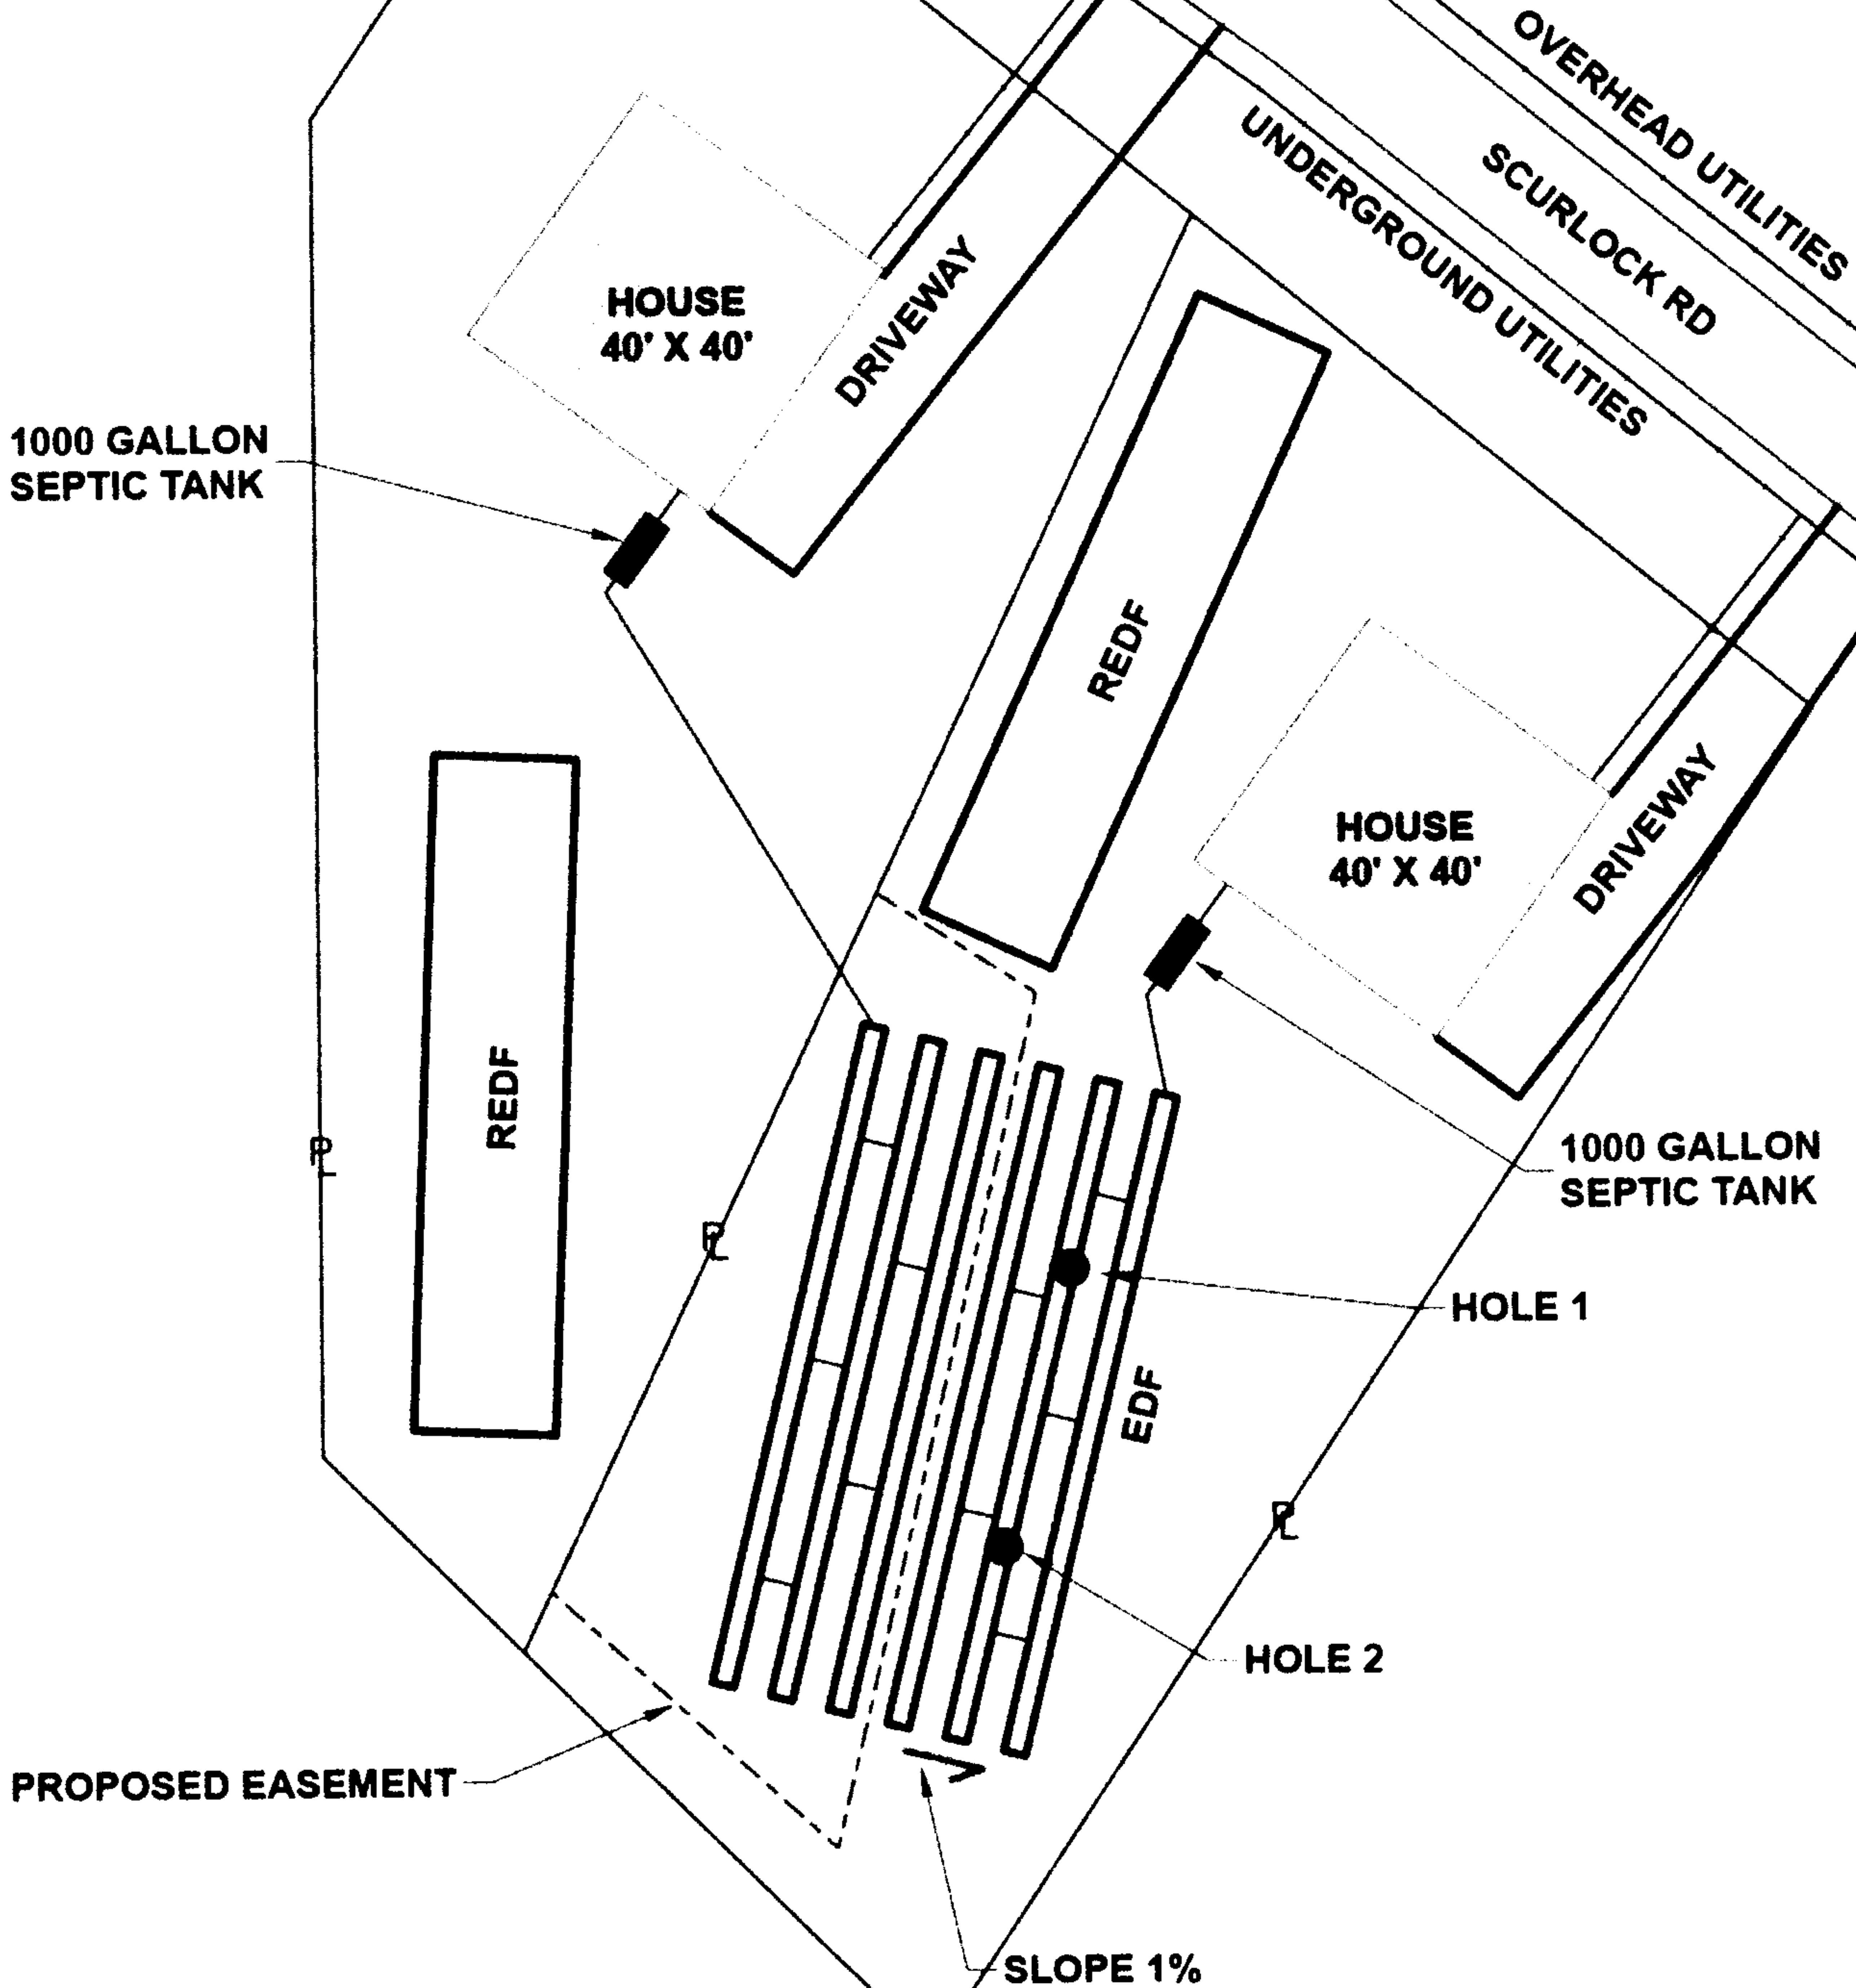 OVERHEAD UTILITIES
SCURLOCK RD
UNDERGROUND UTILITIES
HOUSE
40' X 40'
DRIVEWAY
1000 GALLON
SEPTIC TANK
REDF
HOUSE
40' X 40'
DRIVEWAY
REDF
PL
1000 GALLON
SEPTIC TANK
PL
HOLE 1
EDF
PL
HOLE 2
PROPOSED EASEMENT
SLOPE 1%